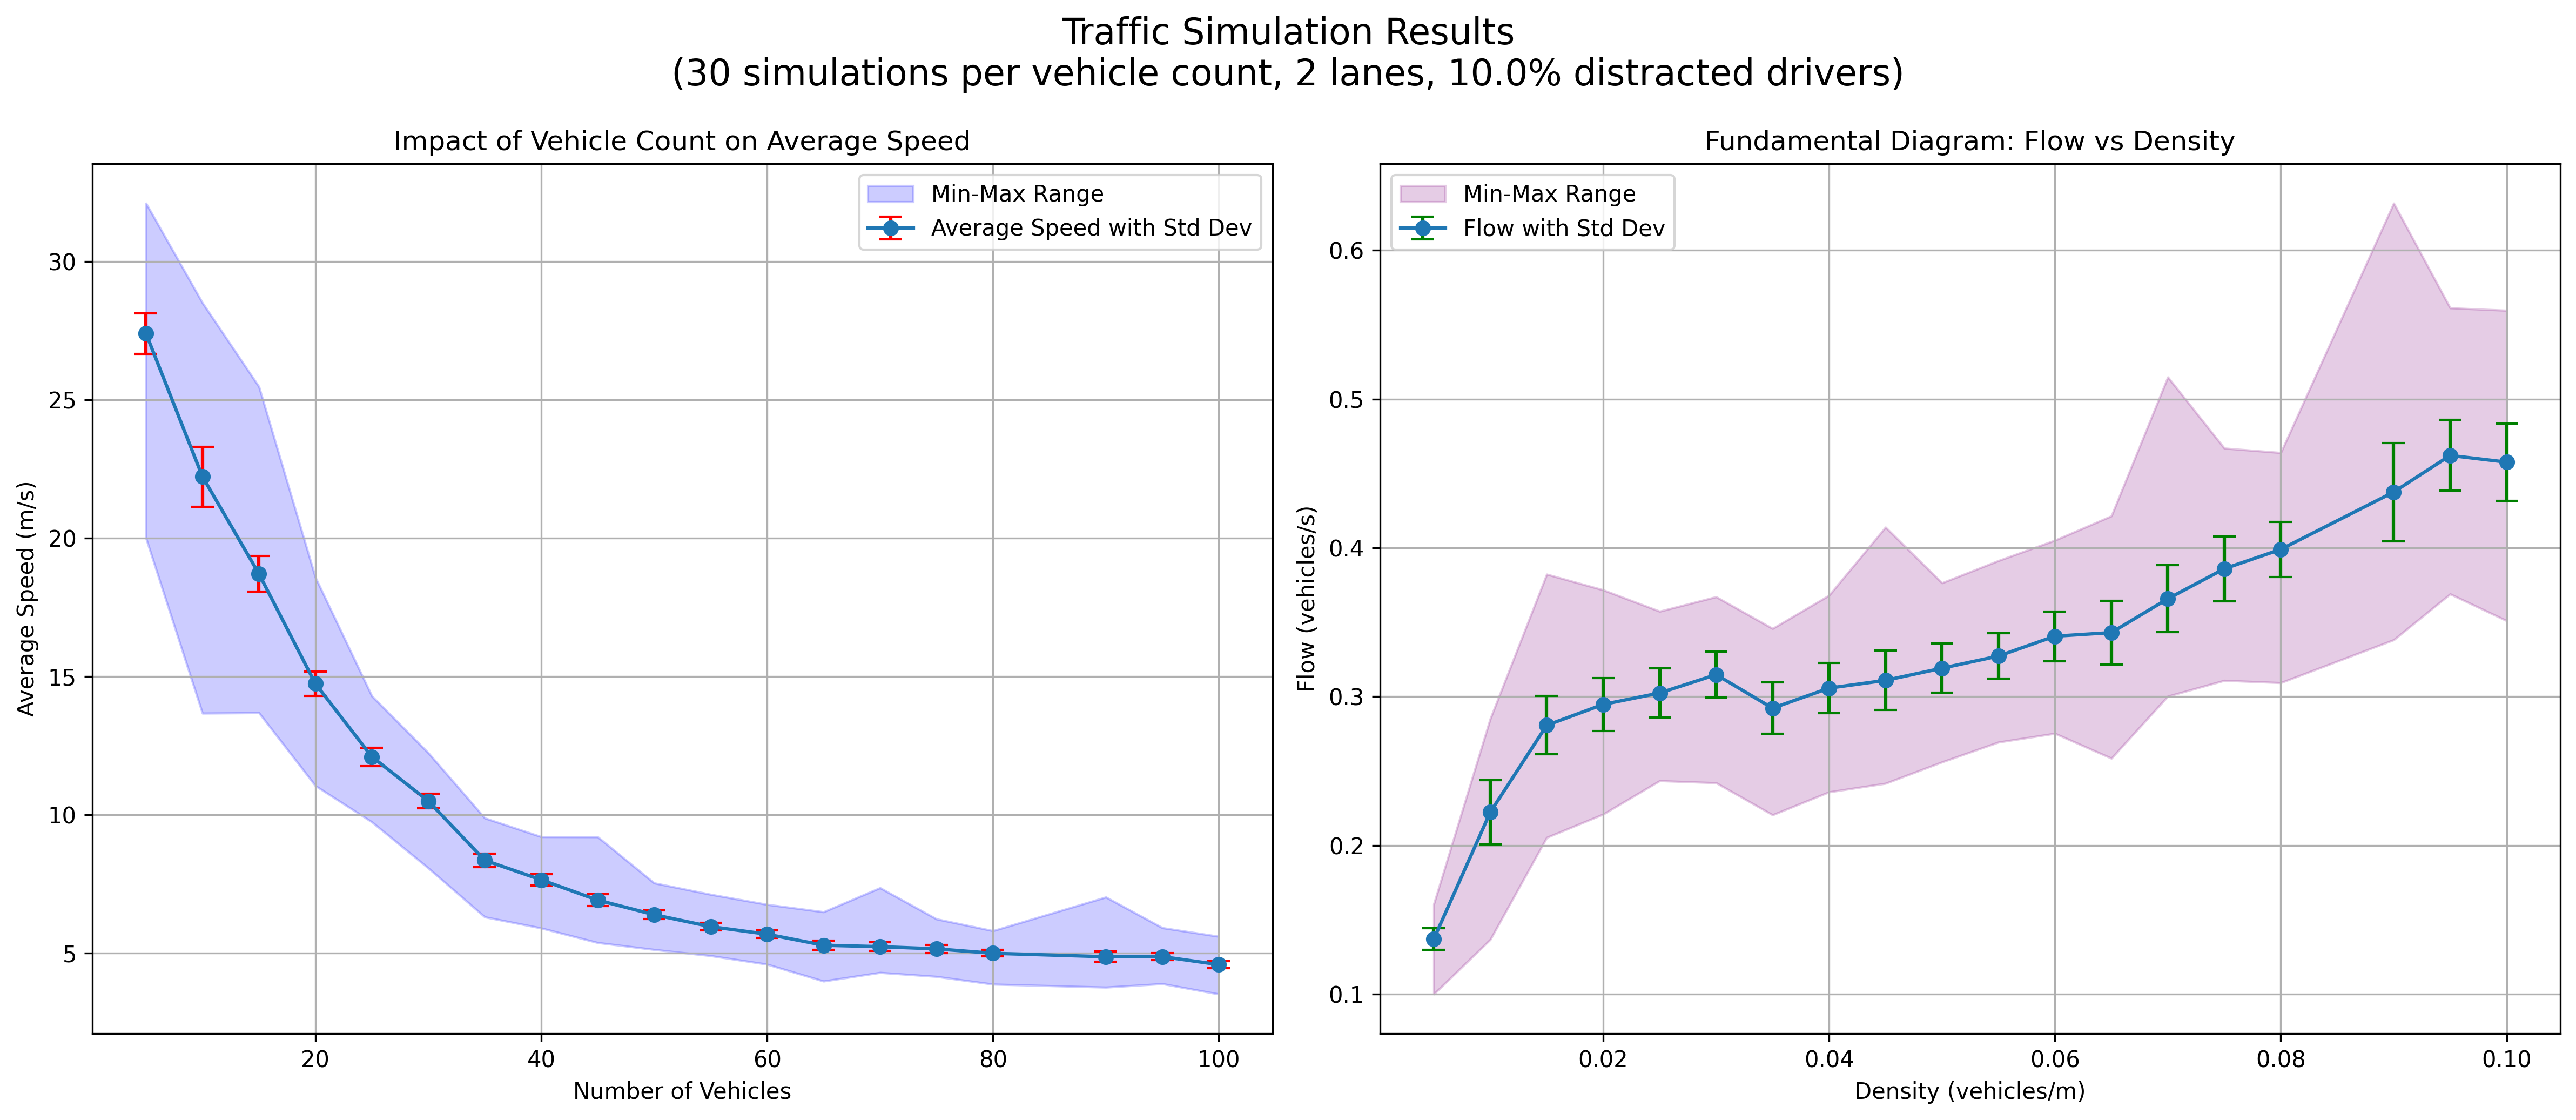 Traffic Simulation Results
(30 simulations per vehicle count, 2 lanes, 10.0% distracted drivers)
Impact of Vehicle Count on Average Speed
Min-Max Range
Average Speed with Std Dev
30
25
20
15
10
5
Average Speed (m/s)
20 40 60 80 100
Number of Vehicles
Fundamental Diagram: Flow vs Density
Min-Max Range
Flow with Std Dev
0.6
0.5
0.4
0.3
0.2
0.1
Flow (vehicles/s)
0.02 0.04 0.06 0.08 0.10
Density (vehicles/m)